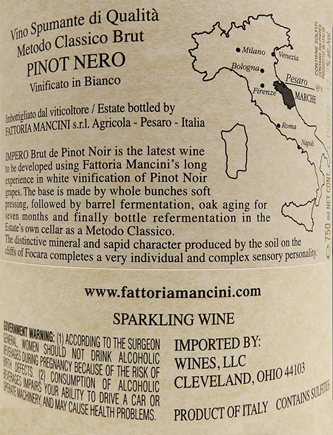 Vino Spumante di Qualità
Metodo Classico Brut
PINOT NERO
Vinificato in Bianco
Imbottigliato dal viticoltore / Estate bottled by
FATTORIA MANCINI s.r.l. Agricola - Pesaro - Italia
Milano
Venezia
Bologna
Pesaro
Firenze
MARCHE
Roma
Napoli
IMPERO Brut de Pinot Noir is the latest wine
to be developed using Fattoria Mancini's long
experience in white vinification of Pinot Noir
grapes. The base is made by whole bunches soft
pressing, followed by barrel fermentation, oak aging for
seven months and finally bottle refermentation in the
Estate's own cellar as a Metodo Classico.
The distinctive mineral and sapid character produced by the soil on the
cliffs of Focara completes a very individual and complex sensory personality.
750 ml
www.fattoriamancini.com
SPARKLING WINE
GOVERNMENT WARNING: (1) ACCORDING TO THE SURGEON
GENERAL, WOMEN SHOULD NOT DRINK ALCOHOLIC
BEVERAGES DURING PREGNANCY BECAUSE OF THE RISK OF
BIRTH DEFECTS. (2) CONSUMPTION OF ALCOHOLIC
BEVERAGES IMPAIRS YOUR ABILITY TO DRIVE A CAR OR
OPERATE MACHINERY, AND MAY CAUSE HEALTH PROBLEMS.
IMPORTED BY:
WINES, LLC
CLEVELAND, OHIO 44103
PRODUCT OF ITALY CONTAINS SULFITES